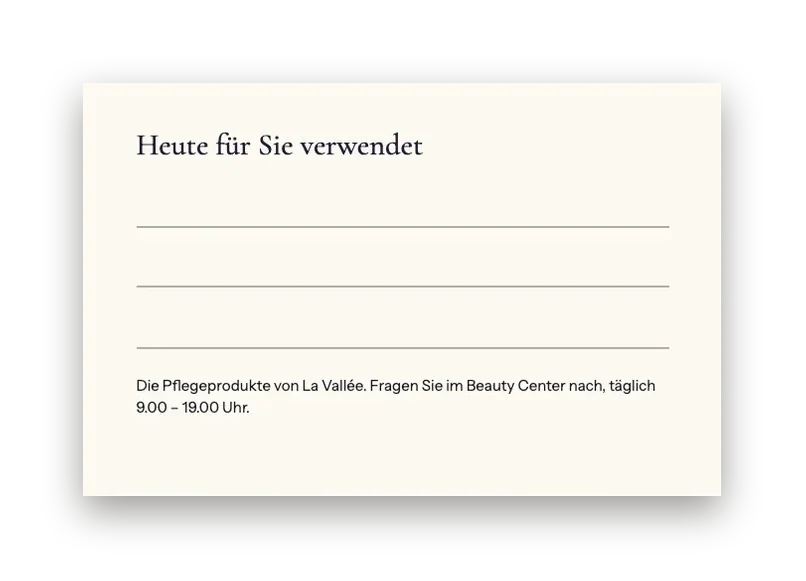 Heute für Sie verwendet
Die Pflegeprodukte von La Vallée. Fragen Sie im Beauty Center nach, täglich
9.00 – 19.00 Uhr.